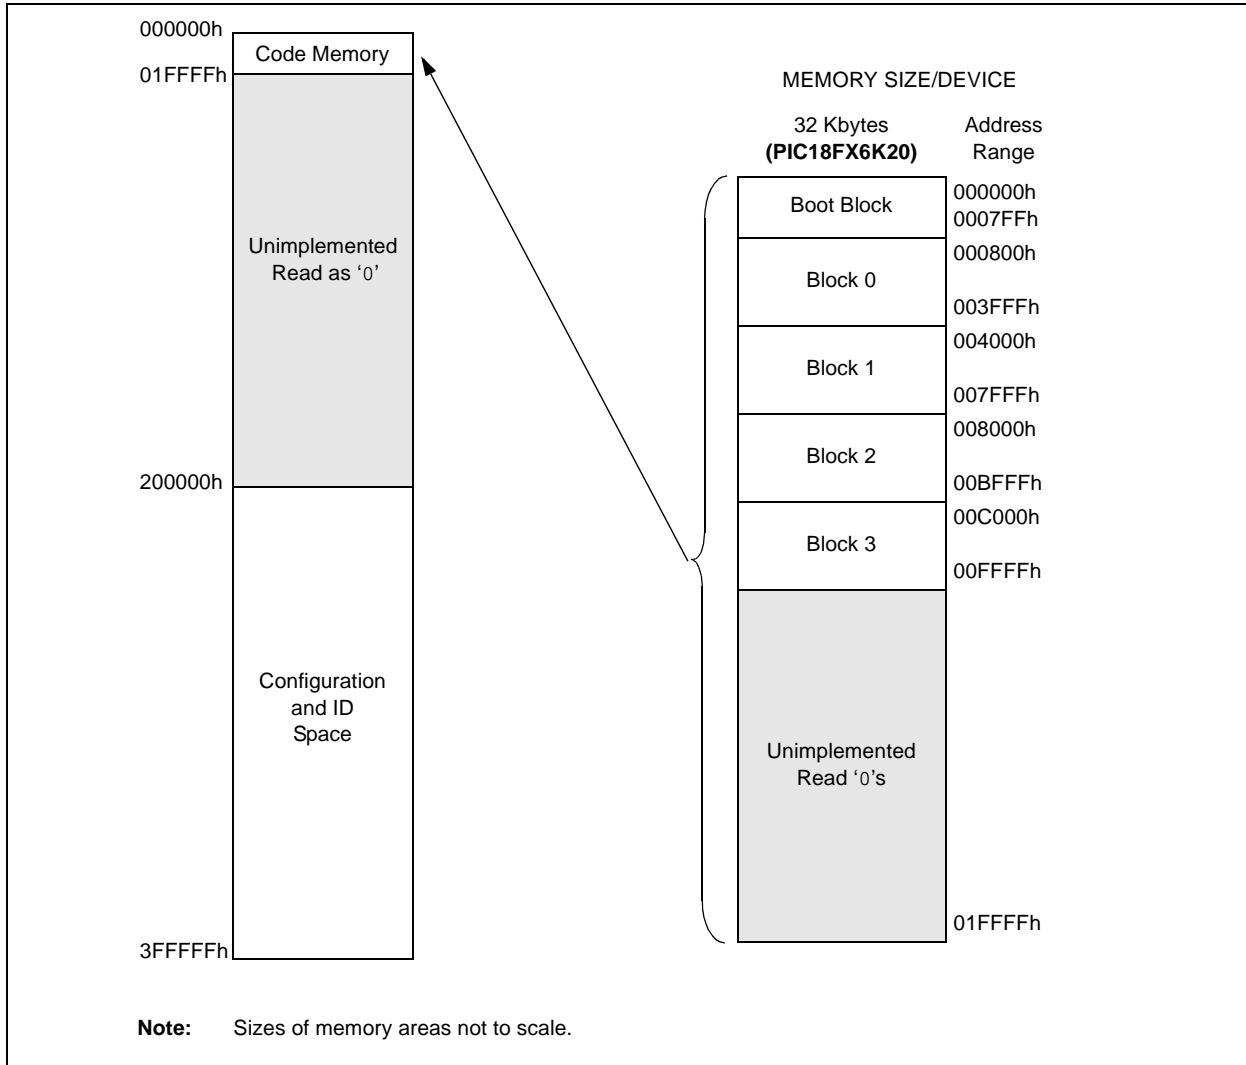 000000h
Code Memory
01FFFFh
Unimplemented
Read as ‘0’
200000h
Configuration
and ID
Space
3FFFFFh
MEMORY SIZE/DEVICE
32 Kbytes
(PIC18FX6K20)
Address
Range
Boot Block
000000h
0007FFh
Block 0
000800h
003FFFh
Block 1
004000h
007FFFh
Block 2
008000h
00BFFFh
Block 3
00C000h
00FFFFh
Unimplemented
Read ‘0’s
01FFFFh
Note: Sizes of memory areas not to scale.